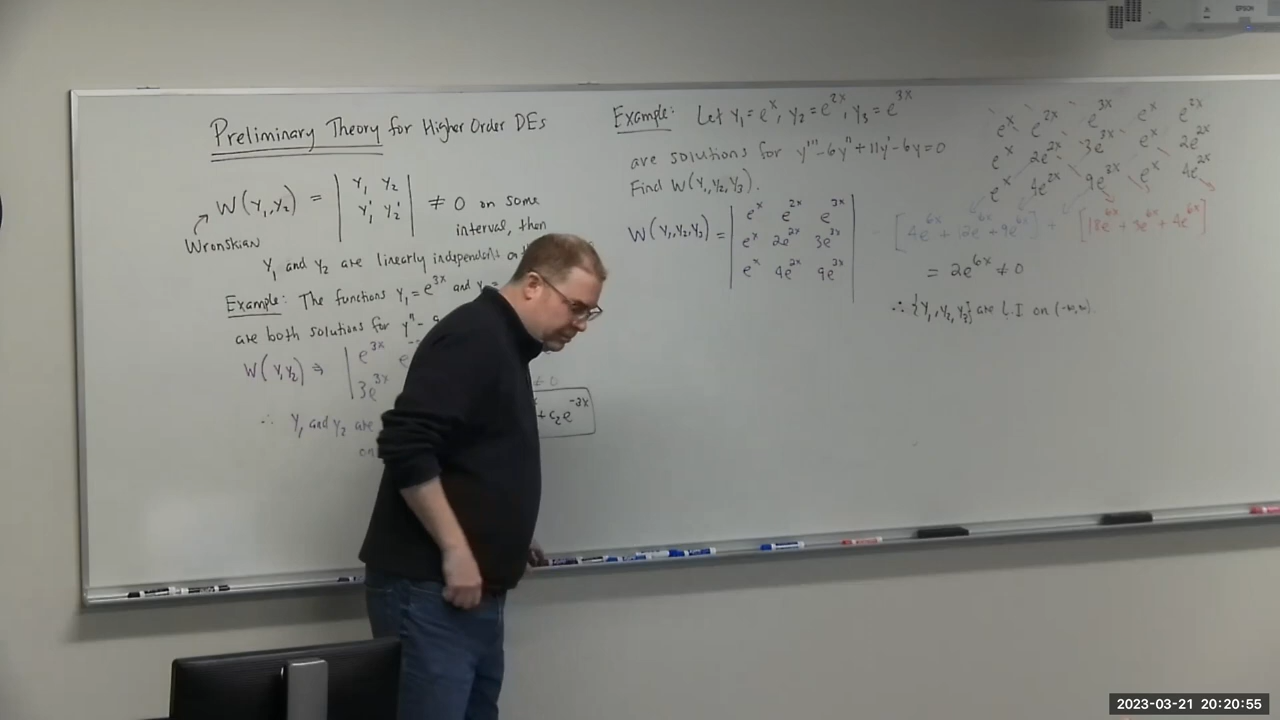 Preliminary Theory for Higher Order DEs
W(Y₁,Y₂) = | Y₁ Y₂ | ≠ 0 on some
| Y₁' Y₂' | interval, then
Wronskian
Y₁ and Y₂ are linearly independent
Example: The functions Y₁ = e^{3x} and
are both solutions for y'' -
W(Y₁,Y₂) ⇒ | e^{3x} e
3e^{3x}
≠ 0
+ c₂e^{-3x}
∴ Y₁ and Y₂ are
on
Example: Let Y₁ = e^x, Y₂ = e^{2x}, Y₃ = e^{3x}
are solutions for y''' - 6y'' + 11y' - 6y = 0
Find W(Y₁,Y₂,Y₃).
W(Y₁,Y₂,Y₃) = | e^x e^{2x} e^{3x} |
| e^x 2e^{2x} 3e^{3x} |
| e^x 4e^{2x} 9e^{3x} |
e^x e^{2x} e^{3x} e^x e^{2x}
e^x 2e^{2x} 3e^{3x} e^x 2e^{2x}
e^x 4e^{2x} 9e^{3x} e^x 4e^{2x}
- [ 4e^{6x} + 12e^{6x} + 9e^{6x} ] + [ 18e^{6x} + 3e^{6x} + 4e^{6x} ]
= 2e^{6x} ≠ 0
∴ {Y₁,Y₂,Y₃} are L.I on (-∞,∞).
EPSON
2023-03-21 20:20:55